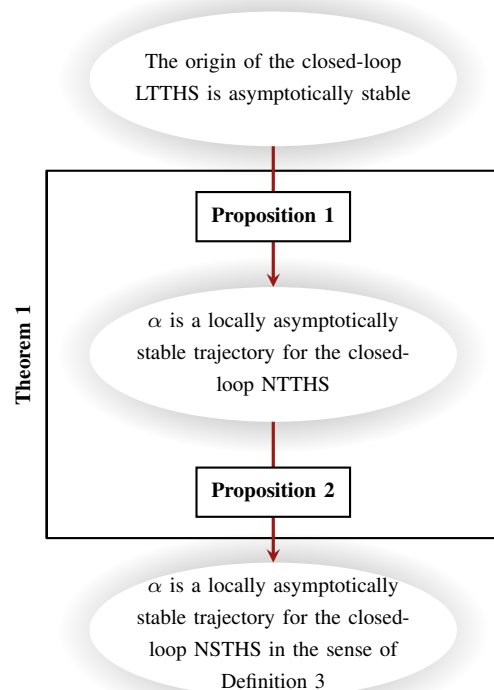 The origin of the closed-loop
LTTHS is asymptotically stable
Theorem 1
Proposition 1
α is a locally asymptotically
stable trajectory for the closed-
loop NTTHS
Proposition 2
α is a locally asymptotically
stable trajectory for the closed-
loop NSTHS in the sense of
Definition 3